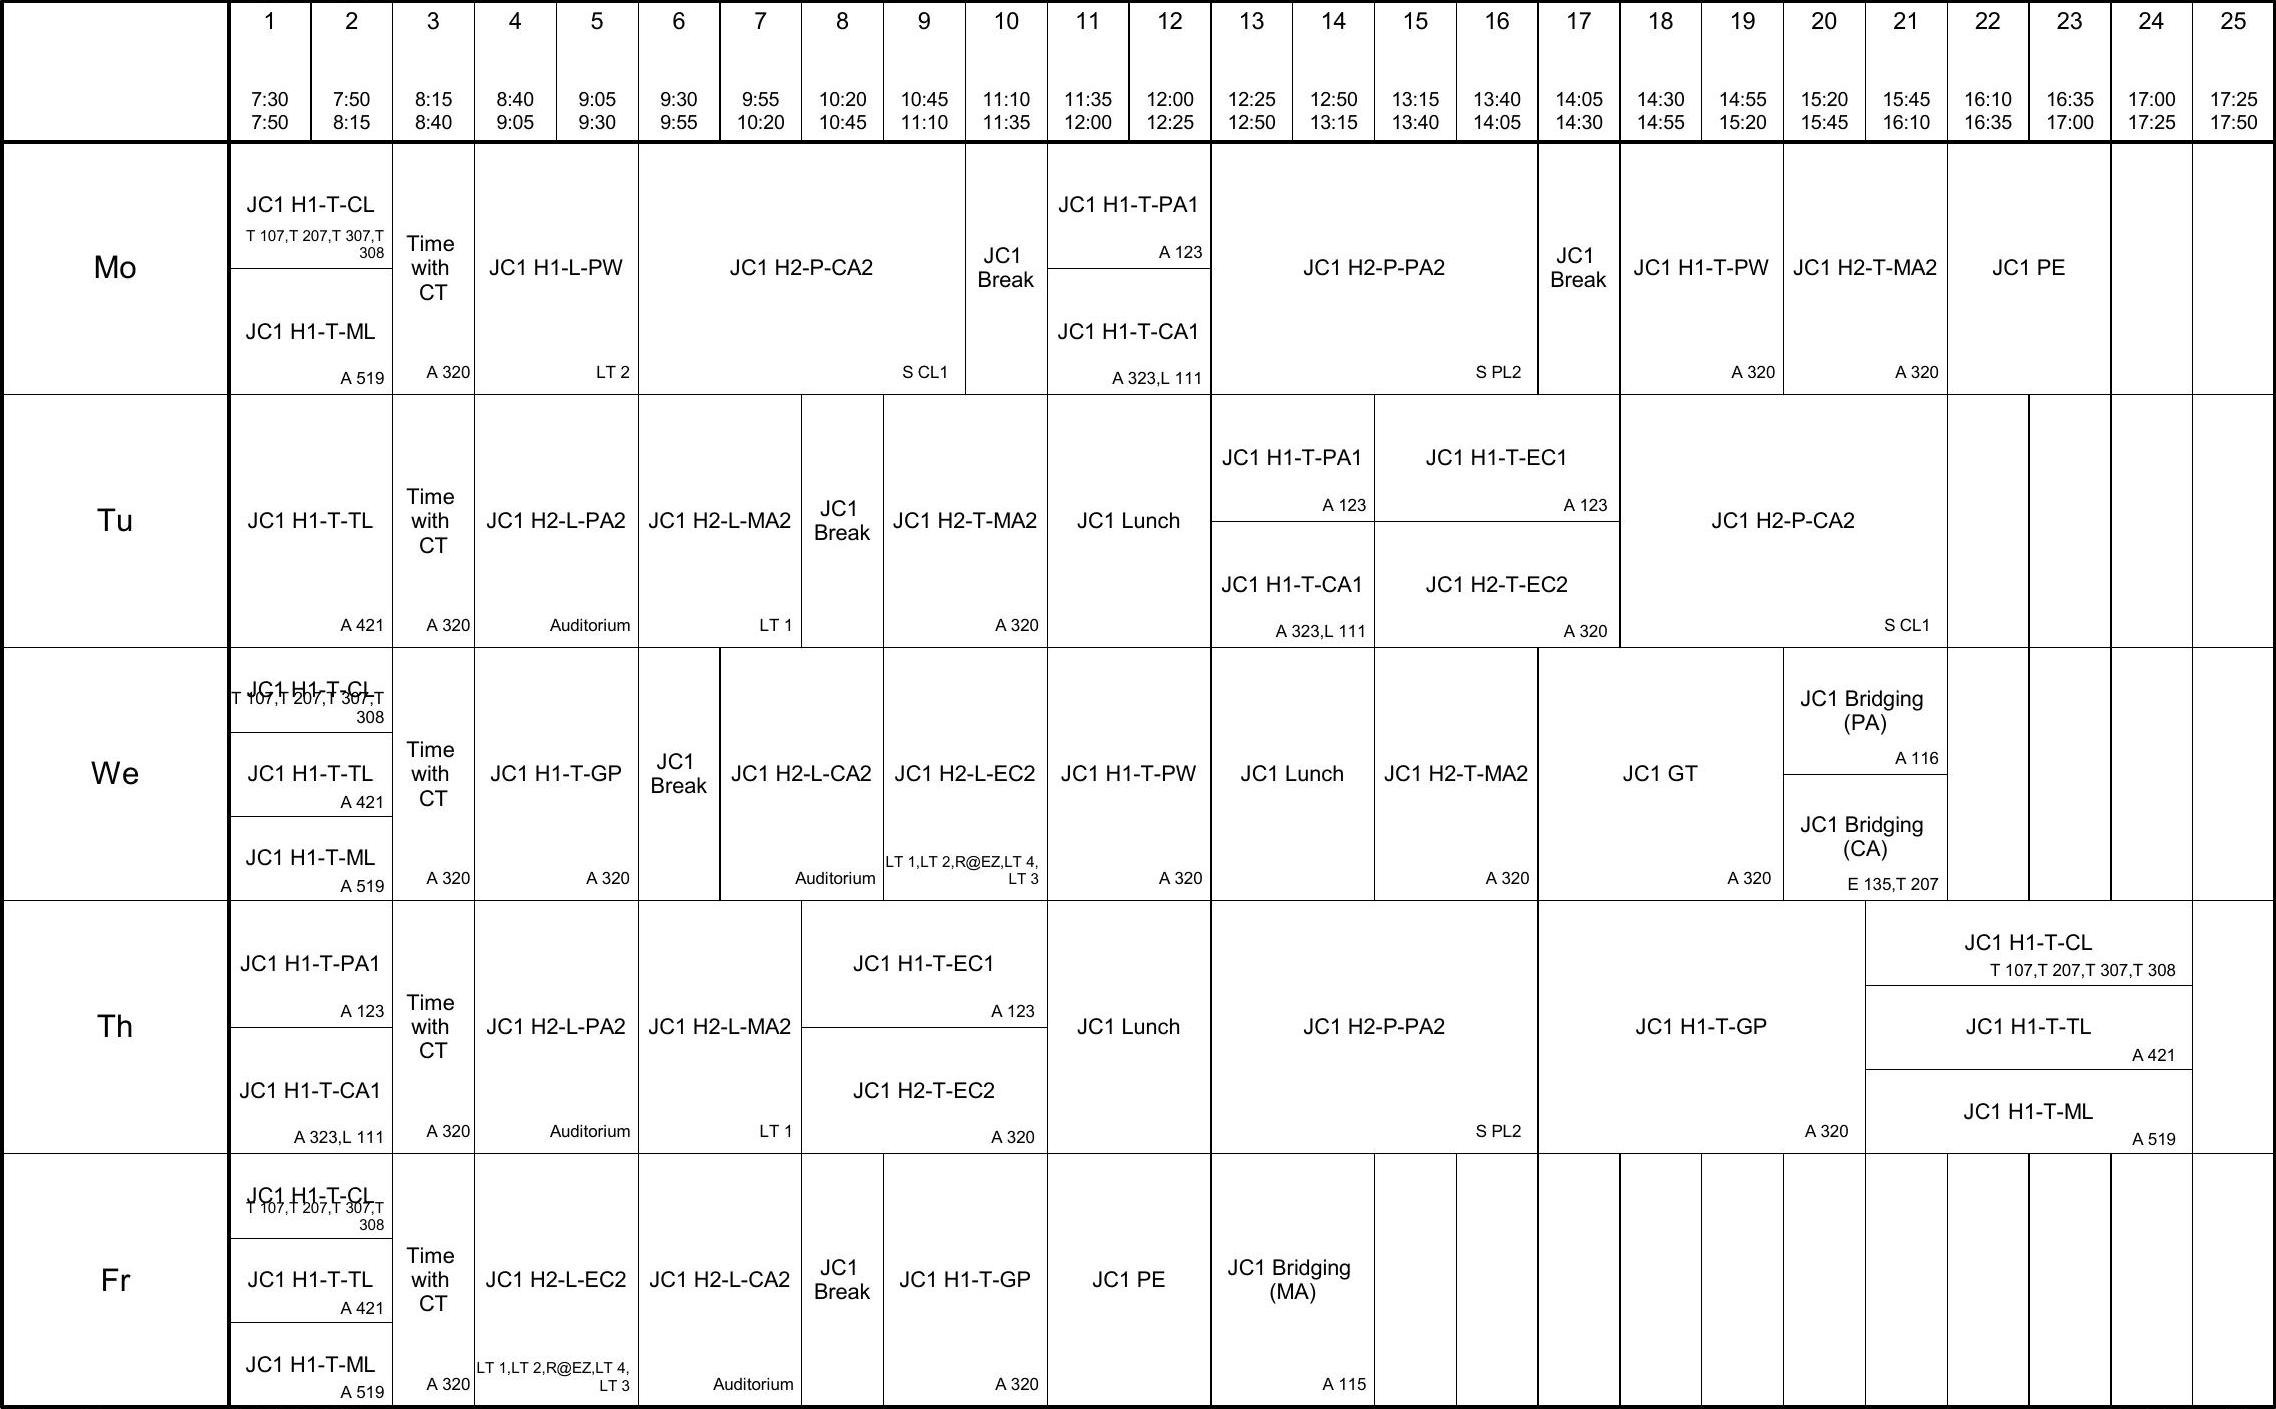 1 2 3 4 5 6 7 8 9 10 11 12 13 14 15 16 17 18 19 20 21 22 23 24 25
7:30 7:50 8:15 8:40 9:05 9:30 9:55 10:20 10:45 11:10 11:35 12:00 12:25 12:50 13:15 13:40 14:05 14:30 14:55 15:20 15:45 16:10 16:35 17:00 17:25
7:50 8:15 8:40 9:05 9:30 9:55 10:20 10:45 11:10 11:35 12:00 12:25 12:50 13:15 13:40 14:05 14:30 14:55 15:20 15:45 16:10 16:35 17:00 17:25 17:50
Mo
JC1 H1-T-CL
T 107,T 207,T 307,T
308
JC1 H1-T-ML
A 519
Time
with
CT
A 320
JC1 H1-L-PW
LT 2
JC1 H2-P-CA2
S CL1
JC1
Break
JC1 H1-T-PA1
A 123
JC1 H1-T-CA1
A 323,L 111
JC1 H2-P-PA2
S PL2
JC1
Break
JC1 H1-T-PW
A 320
JC1 H2-T-MA2
A 320
JC1 PE
Tu
JC1 H1-T-TL
A 421
Time
with
CT
A 320
JC1 H2-L-PA2
Auditorium
JC1 H2-L-MA2
LT 1
JC1
Break
JC1 H2-T-MA2
A 320
JC1 Lunch
JC1 H1-T-PA1
A 123
JC1 H1-T-CA1
A 323,L 111
JC1 H1-T-EC1
A 123
JC1 H2-T-EC2
A 320
JC1 H2-P-CA2
S CL1
We
JC1 H1-T-CL
T 107,T 207,T 307,T
308
JC1 H1-T-TL
A 421
JC1 H1-T-ML
A 519
Time
with
CT
A 320
JC1 H1-T-GP
A 320
JC1
Break
JC1 H2-L-CA2
Auditorium
JC1 H2-L-EC2
LT 1,LT 2,R@EZ,LT 4,
LT 3
JC1 H1-T-PW
A 320
JC1 Lunch
JC1 H2-T-MA2
A 320
JC1 GT
A 320
JC1 Bridging
(PA)
A 116
JC1 Bridging
(CA)
E 135,T 207
Th
JC1 H1-T-PA1
A 123
JC1 H1-T-CA1
A 323,L 111
Time
with
CT
A 320
JC1 H2-L-PA2
Auditorium
JC1 H2-L-MA2
LT 1
JC1 H1-T-EC1
A 123
JC1 H2-T-EC2
A 320
JC1 Lunch
JC1 H2-P-PA2
S PL2
JC1 H1-T-GP
A 320
JC1 H1-T-CL
T 107,T 207,T 307,T 308
JC1 H1-T-TL
A 421
JC1 H1-T-ML
A 519
Fr
JC1 H1-T-CL
T 107,T 207,T 307,T
308
JC1 H1-T-TL
A 421
JC1 H1-T-ML
A 519
Time
with
CT
A 320
JC1 H2-L-EC2
LT 1,LT 2,R@EZ,LT 4,
LT 3
JC1 H2-L-CA2
Auditorium
JC1
Break
JC1 H1-T-GP
A 320
JC1 PE
JC1 Bridging
(MA)
A 115